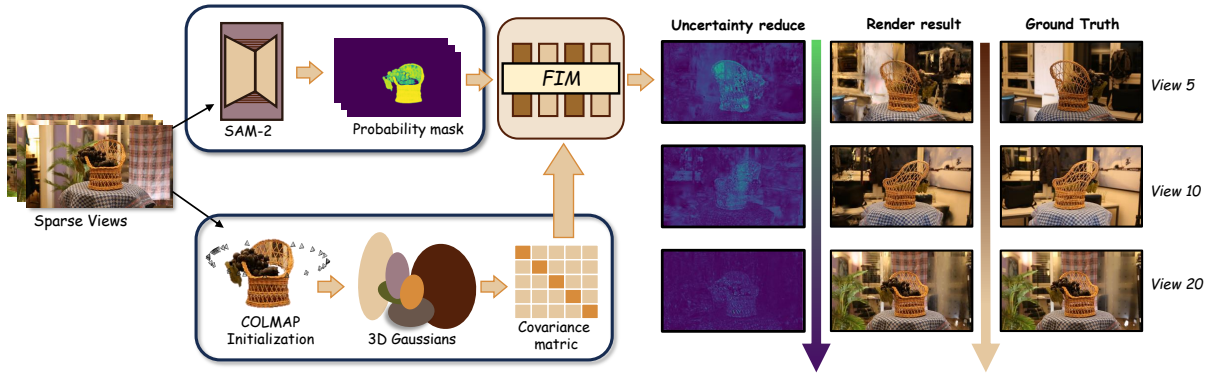 Sparse Views
SAM-2
Probability mask
COLMAP
Initialization
3D Gaussians
Covariance
matric
FIM
Uncertainty reduce
Render result
Ground Truth
View 5
View 10
View 20